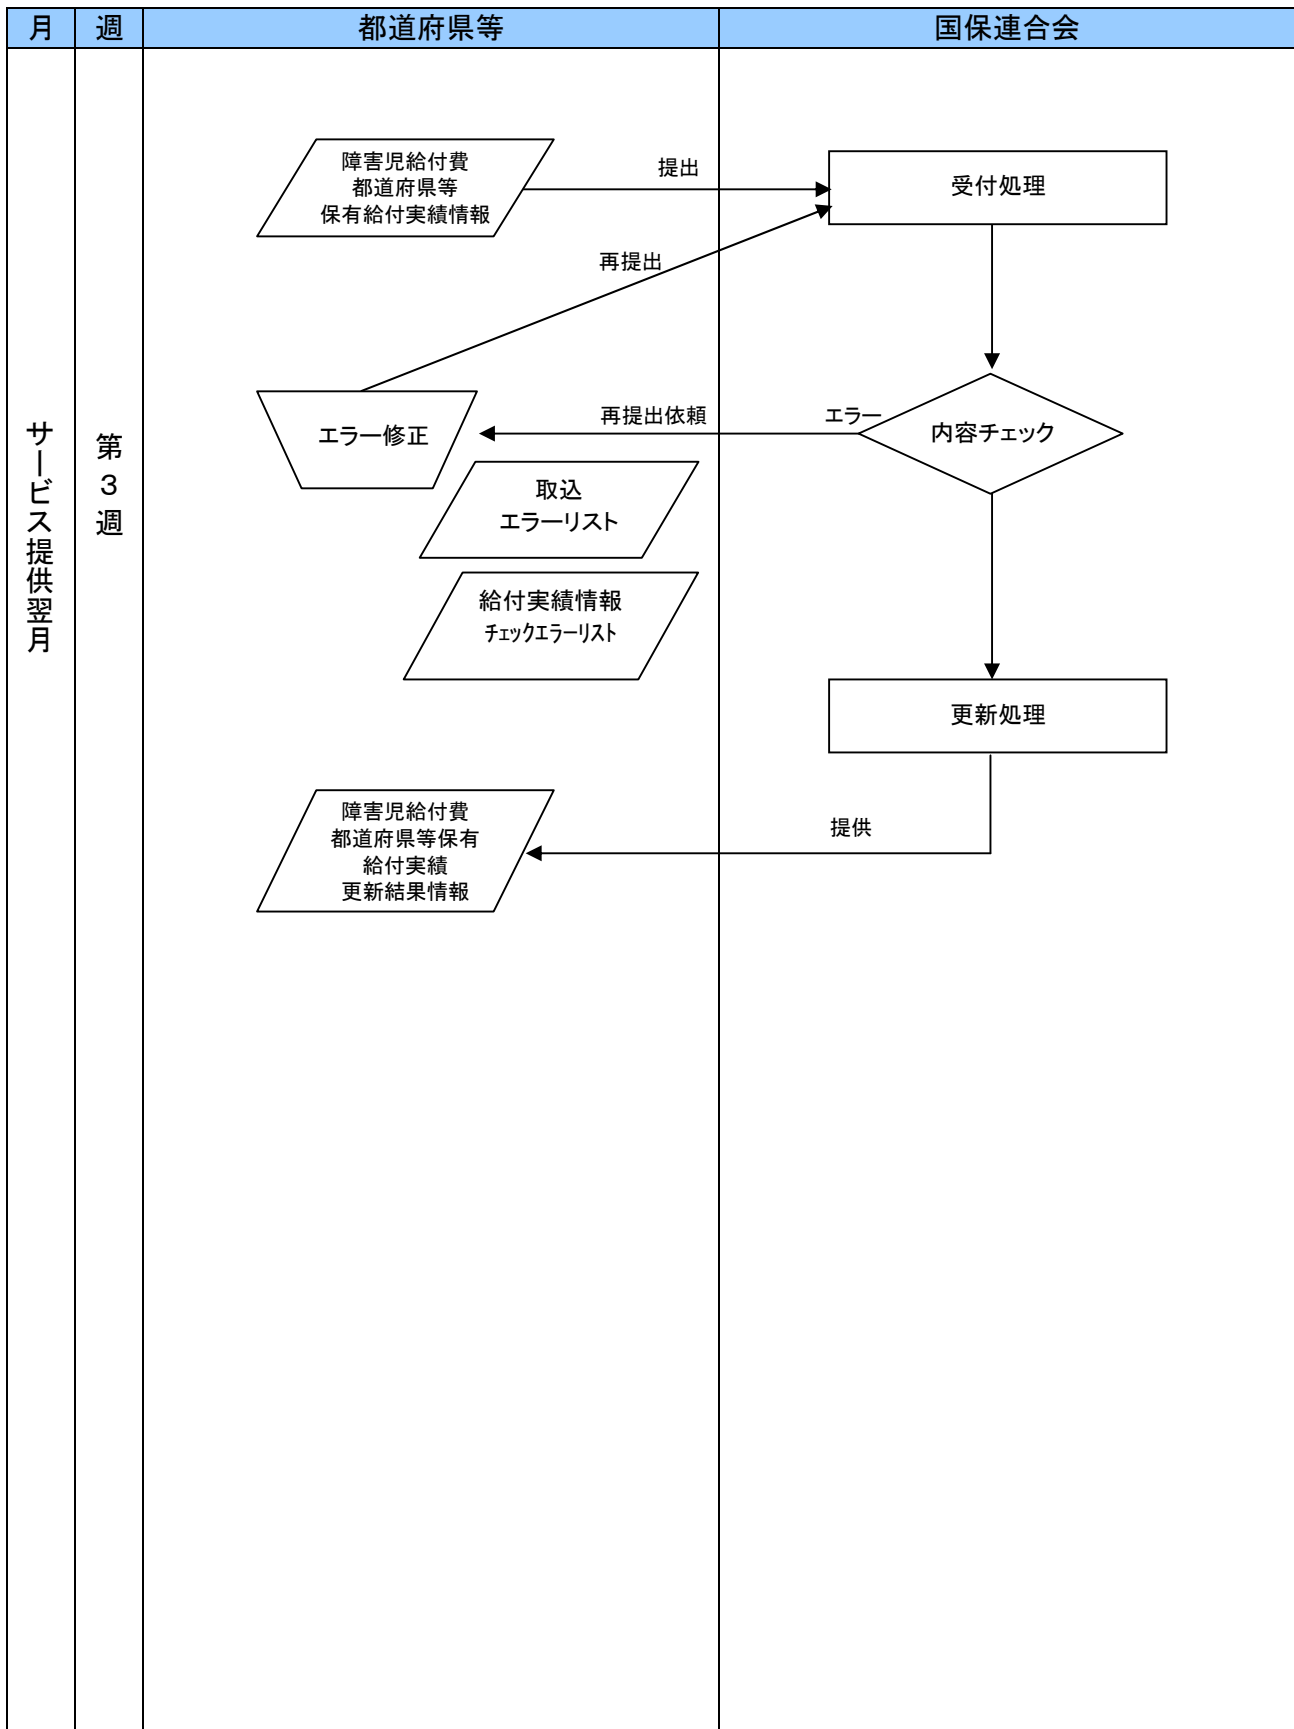 月
週
都道府県等
国保連合会
サービス提供翌月
第3週
障害児給付費
都道府県等
保有給付実績情報
提出
受付処理
再提出
エラー修正
再提出依頼
エラー
内容チェック
取込
エラーリスト
給付実績情報
ﾁｪｯｸｴﾗｰﾘｽﾄ
更新処理
障害児給付費
都道府県等保有
給付実績
更新結果情報
提供